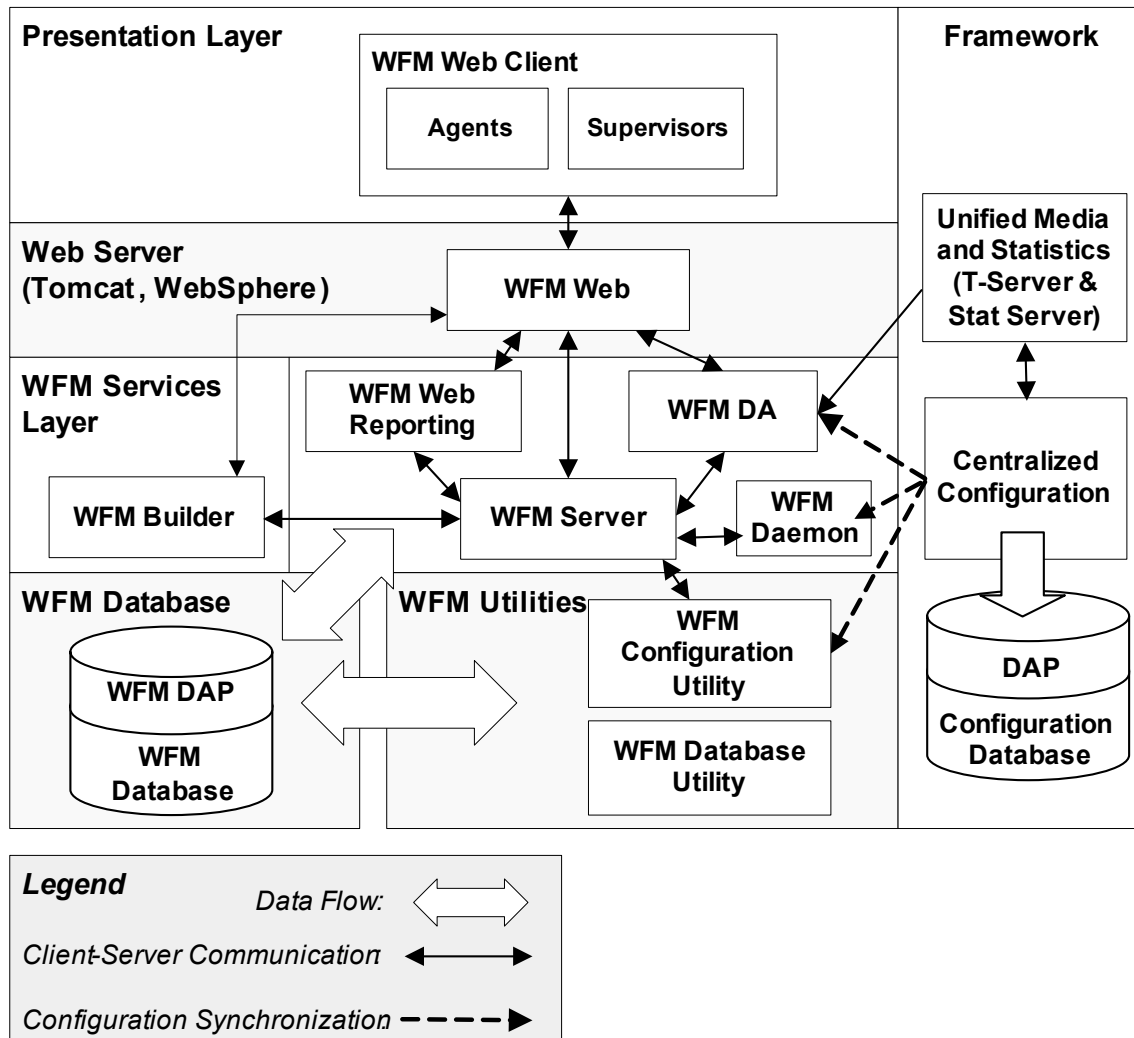 Presentation Layer
WFM Web Client
Agents
Supervisors
Framework
Web Server
(Tomcat, WebSphere)
WFM Web
Unified Media
and Statistics
(T-Server &
Stat Server)
WFM Services
Layer
WFM Web
Reporting
WFM DA
Centralized
Configuration
WFM Builder
WFM Server
WFM
Daemon
WFM Database
WFM DAP
WFM
Database
WFM Utilities
WFM
Configuration
Utility
WFM Database
Utility
DAP
Configuration
Database
Legend
Data Flow:
Client-Server Communication:
Configuration Synchronization: